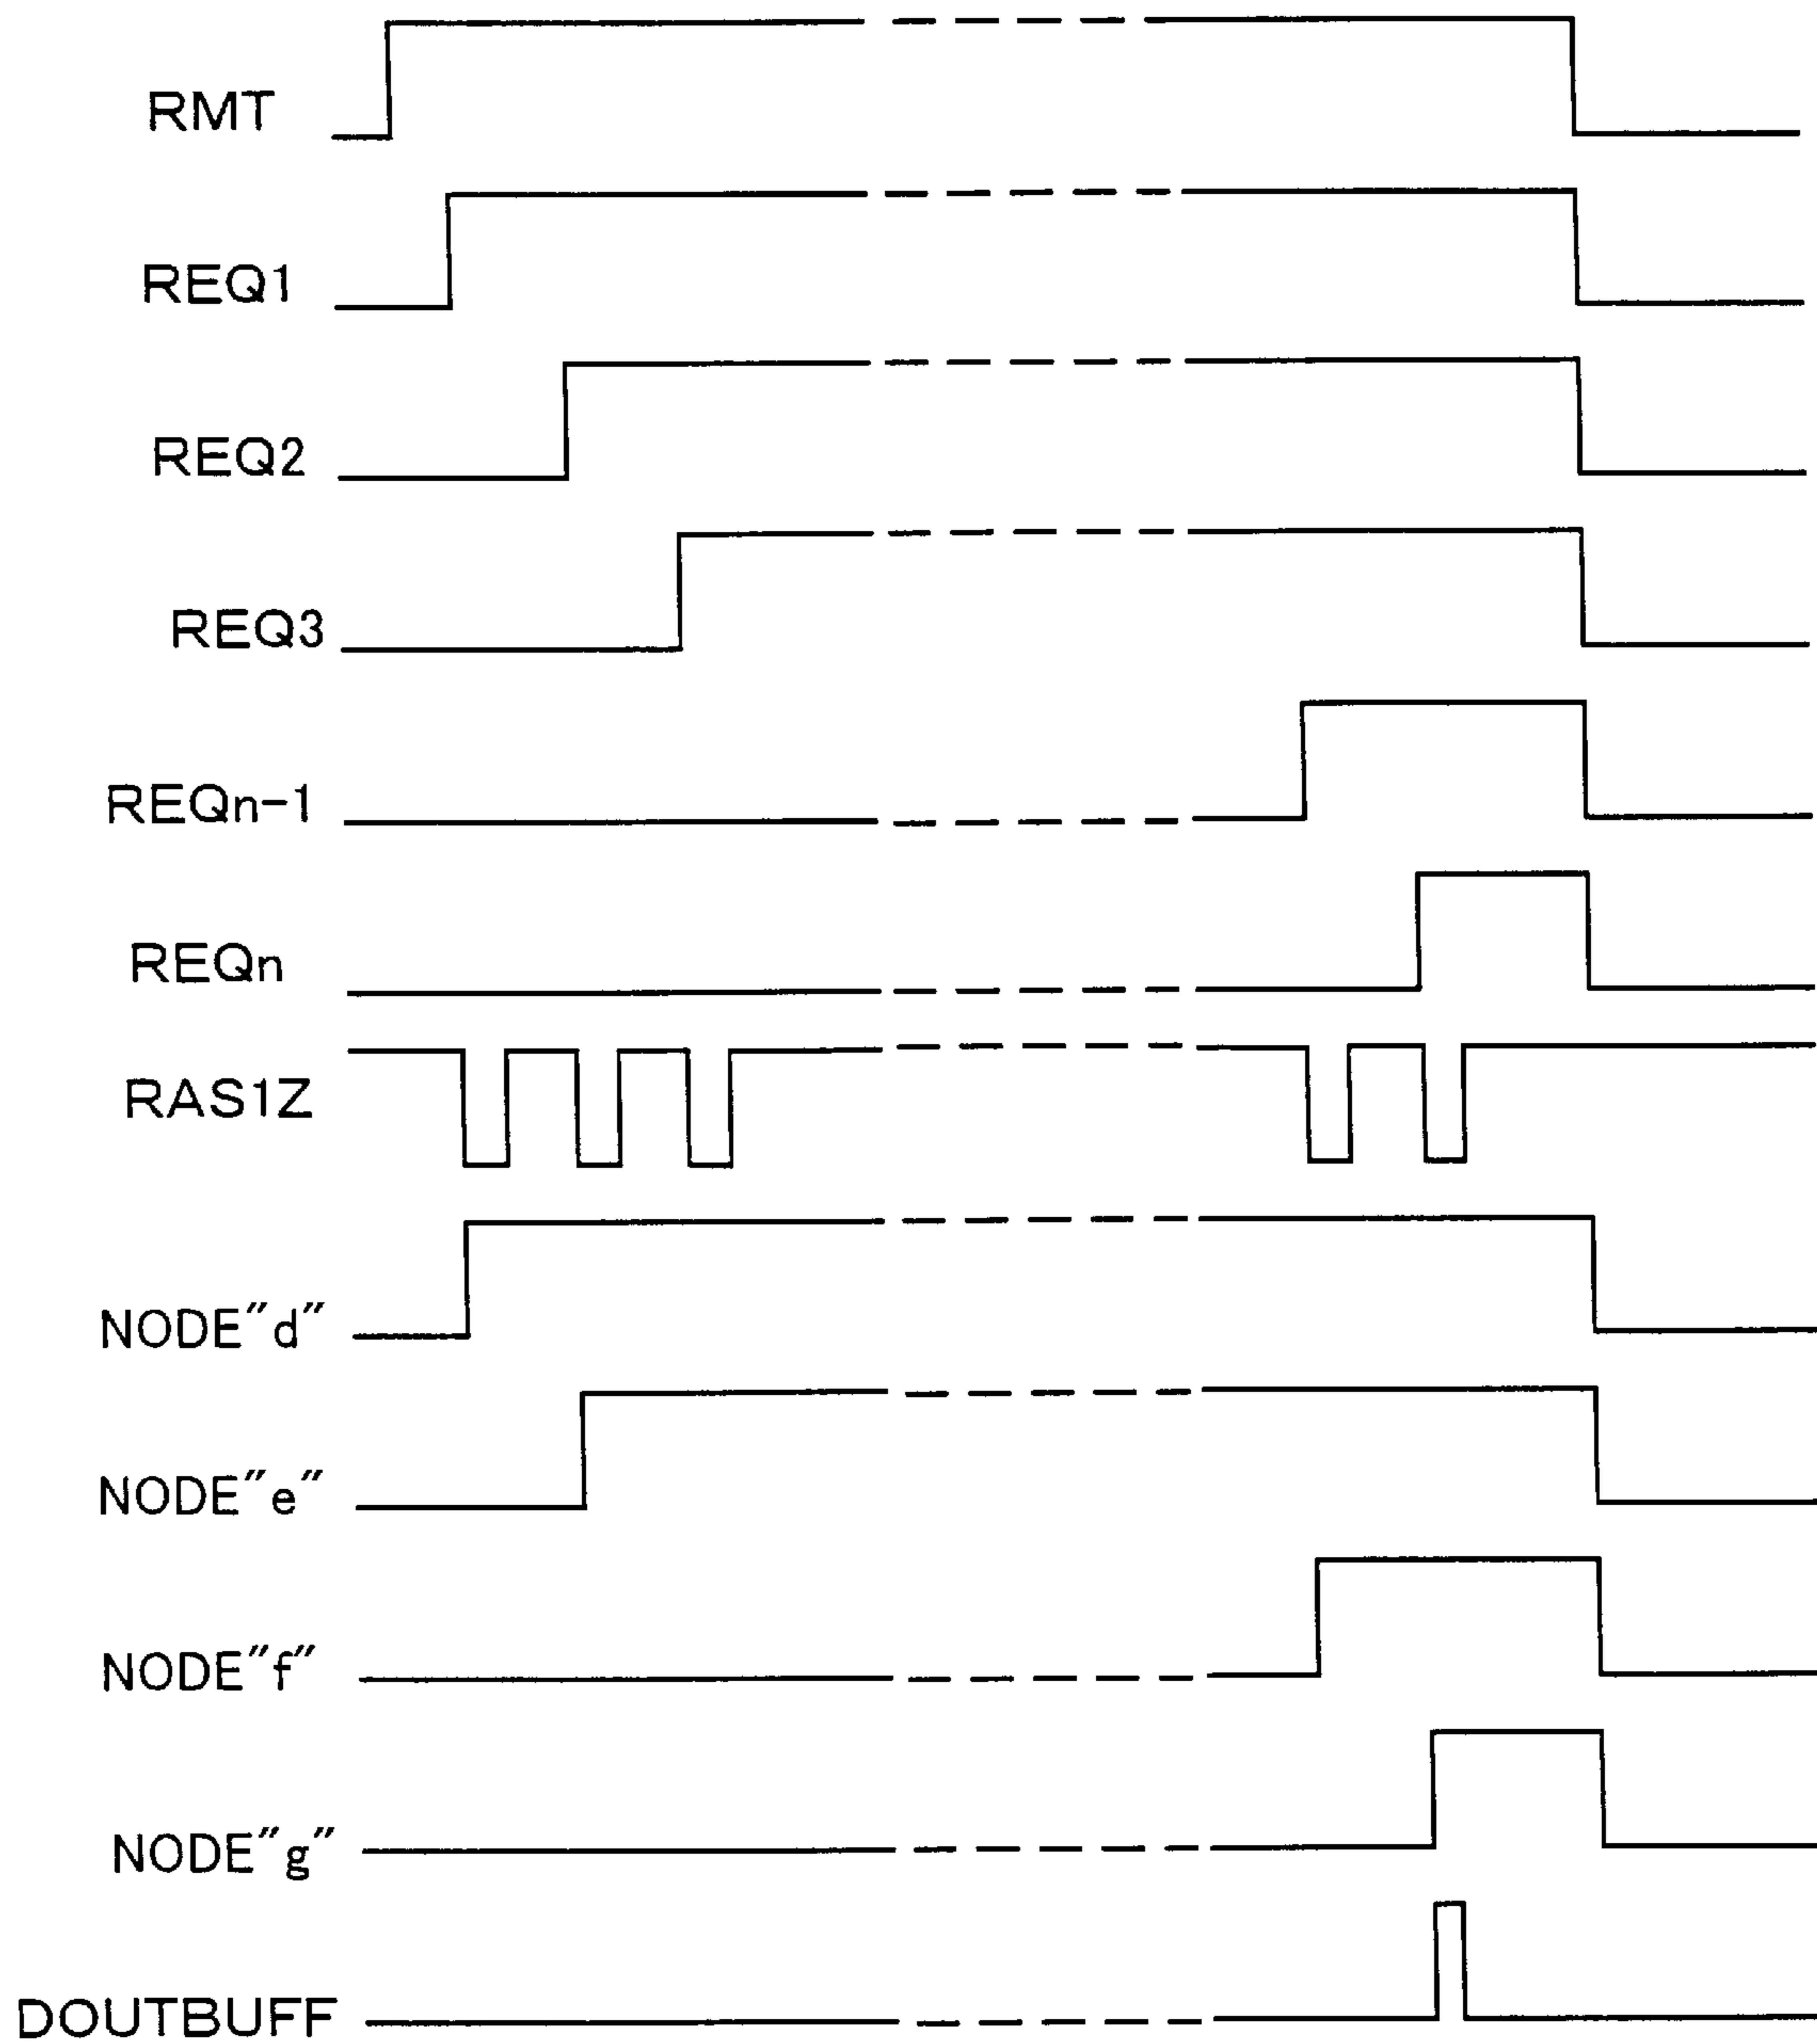 RMT
REQ1
REQ2
REQ3
REQn-1
REQn
RAS1Z
NODE"d"
NODE"e"
NODE"f"
NODE"g"
DOUTBUFF